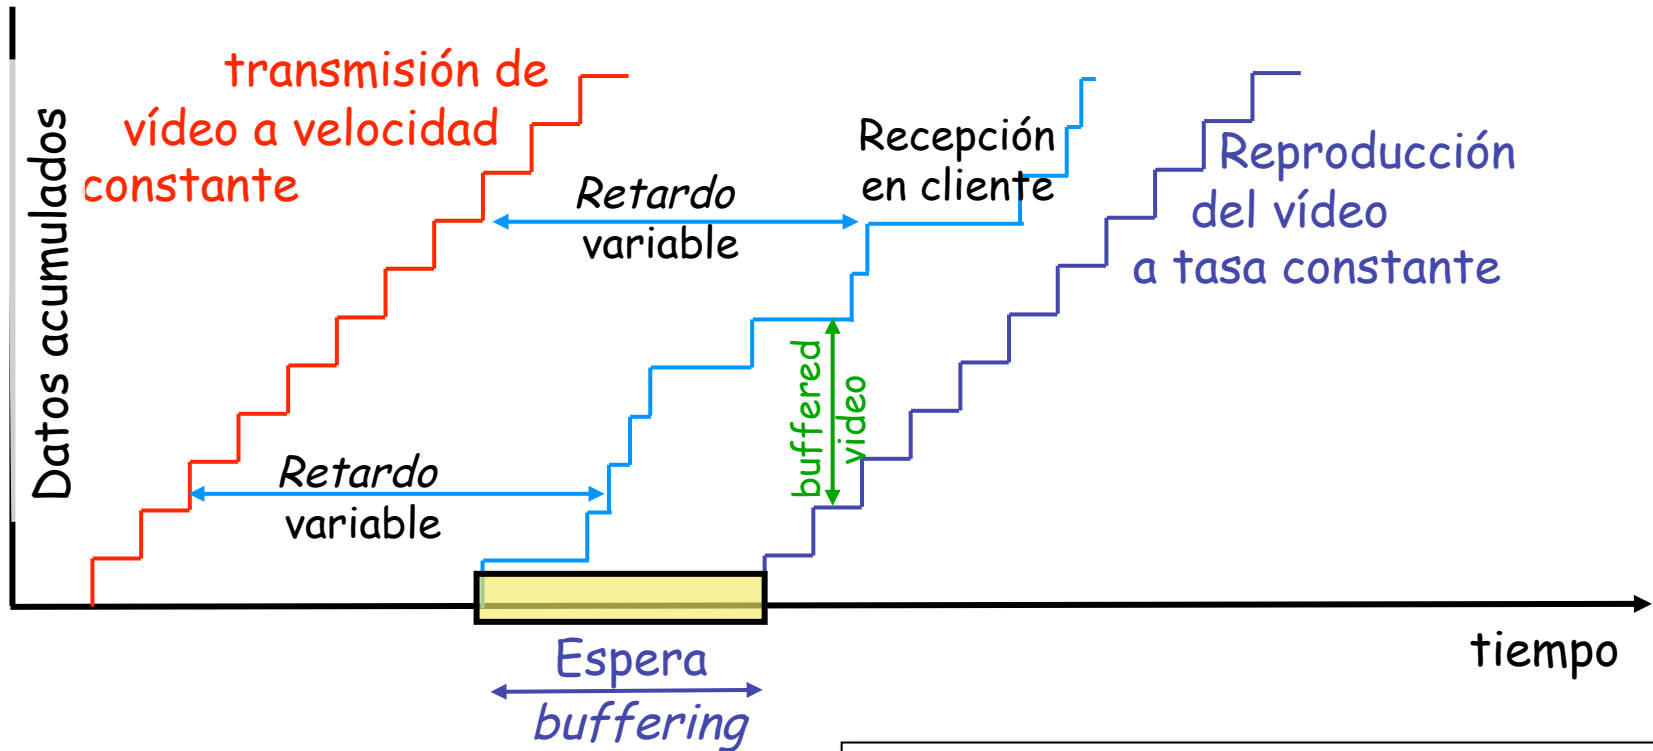 transmisión de
vídeo a velocidad
constante
Datos acumulados
Retardo
variable
Recepción
en cliente
Reproducción
del vídeo
a tasa constante
buffered
video
Retardo
variable
Espera
buffering
tiempo